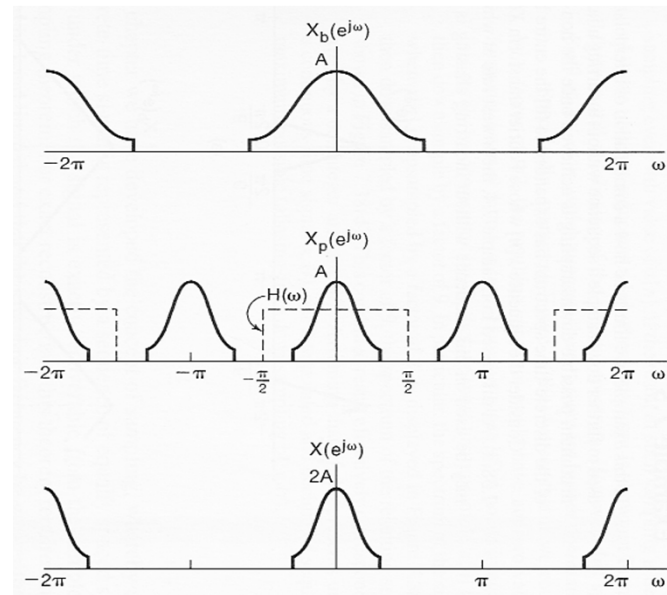 X_b(e^{jω})
A
−2π 2π ω
X_p(e^{jω})
A
H(ω)
−2π −π −π/2 π/2 π 2π ω
X(e^{jω})
2A
−2π π 2π ω